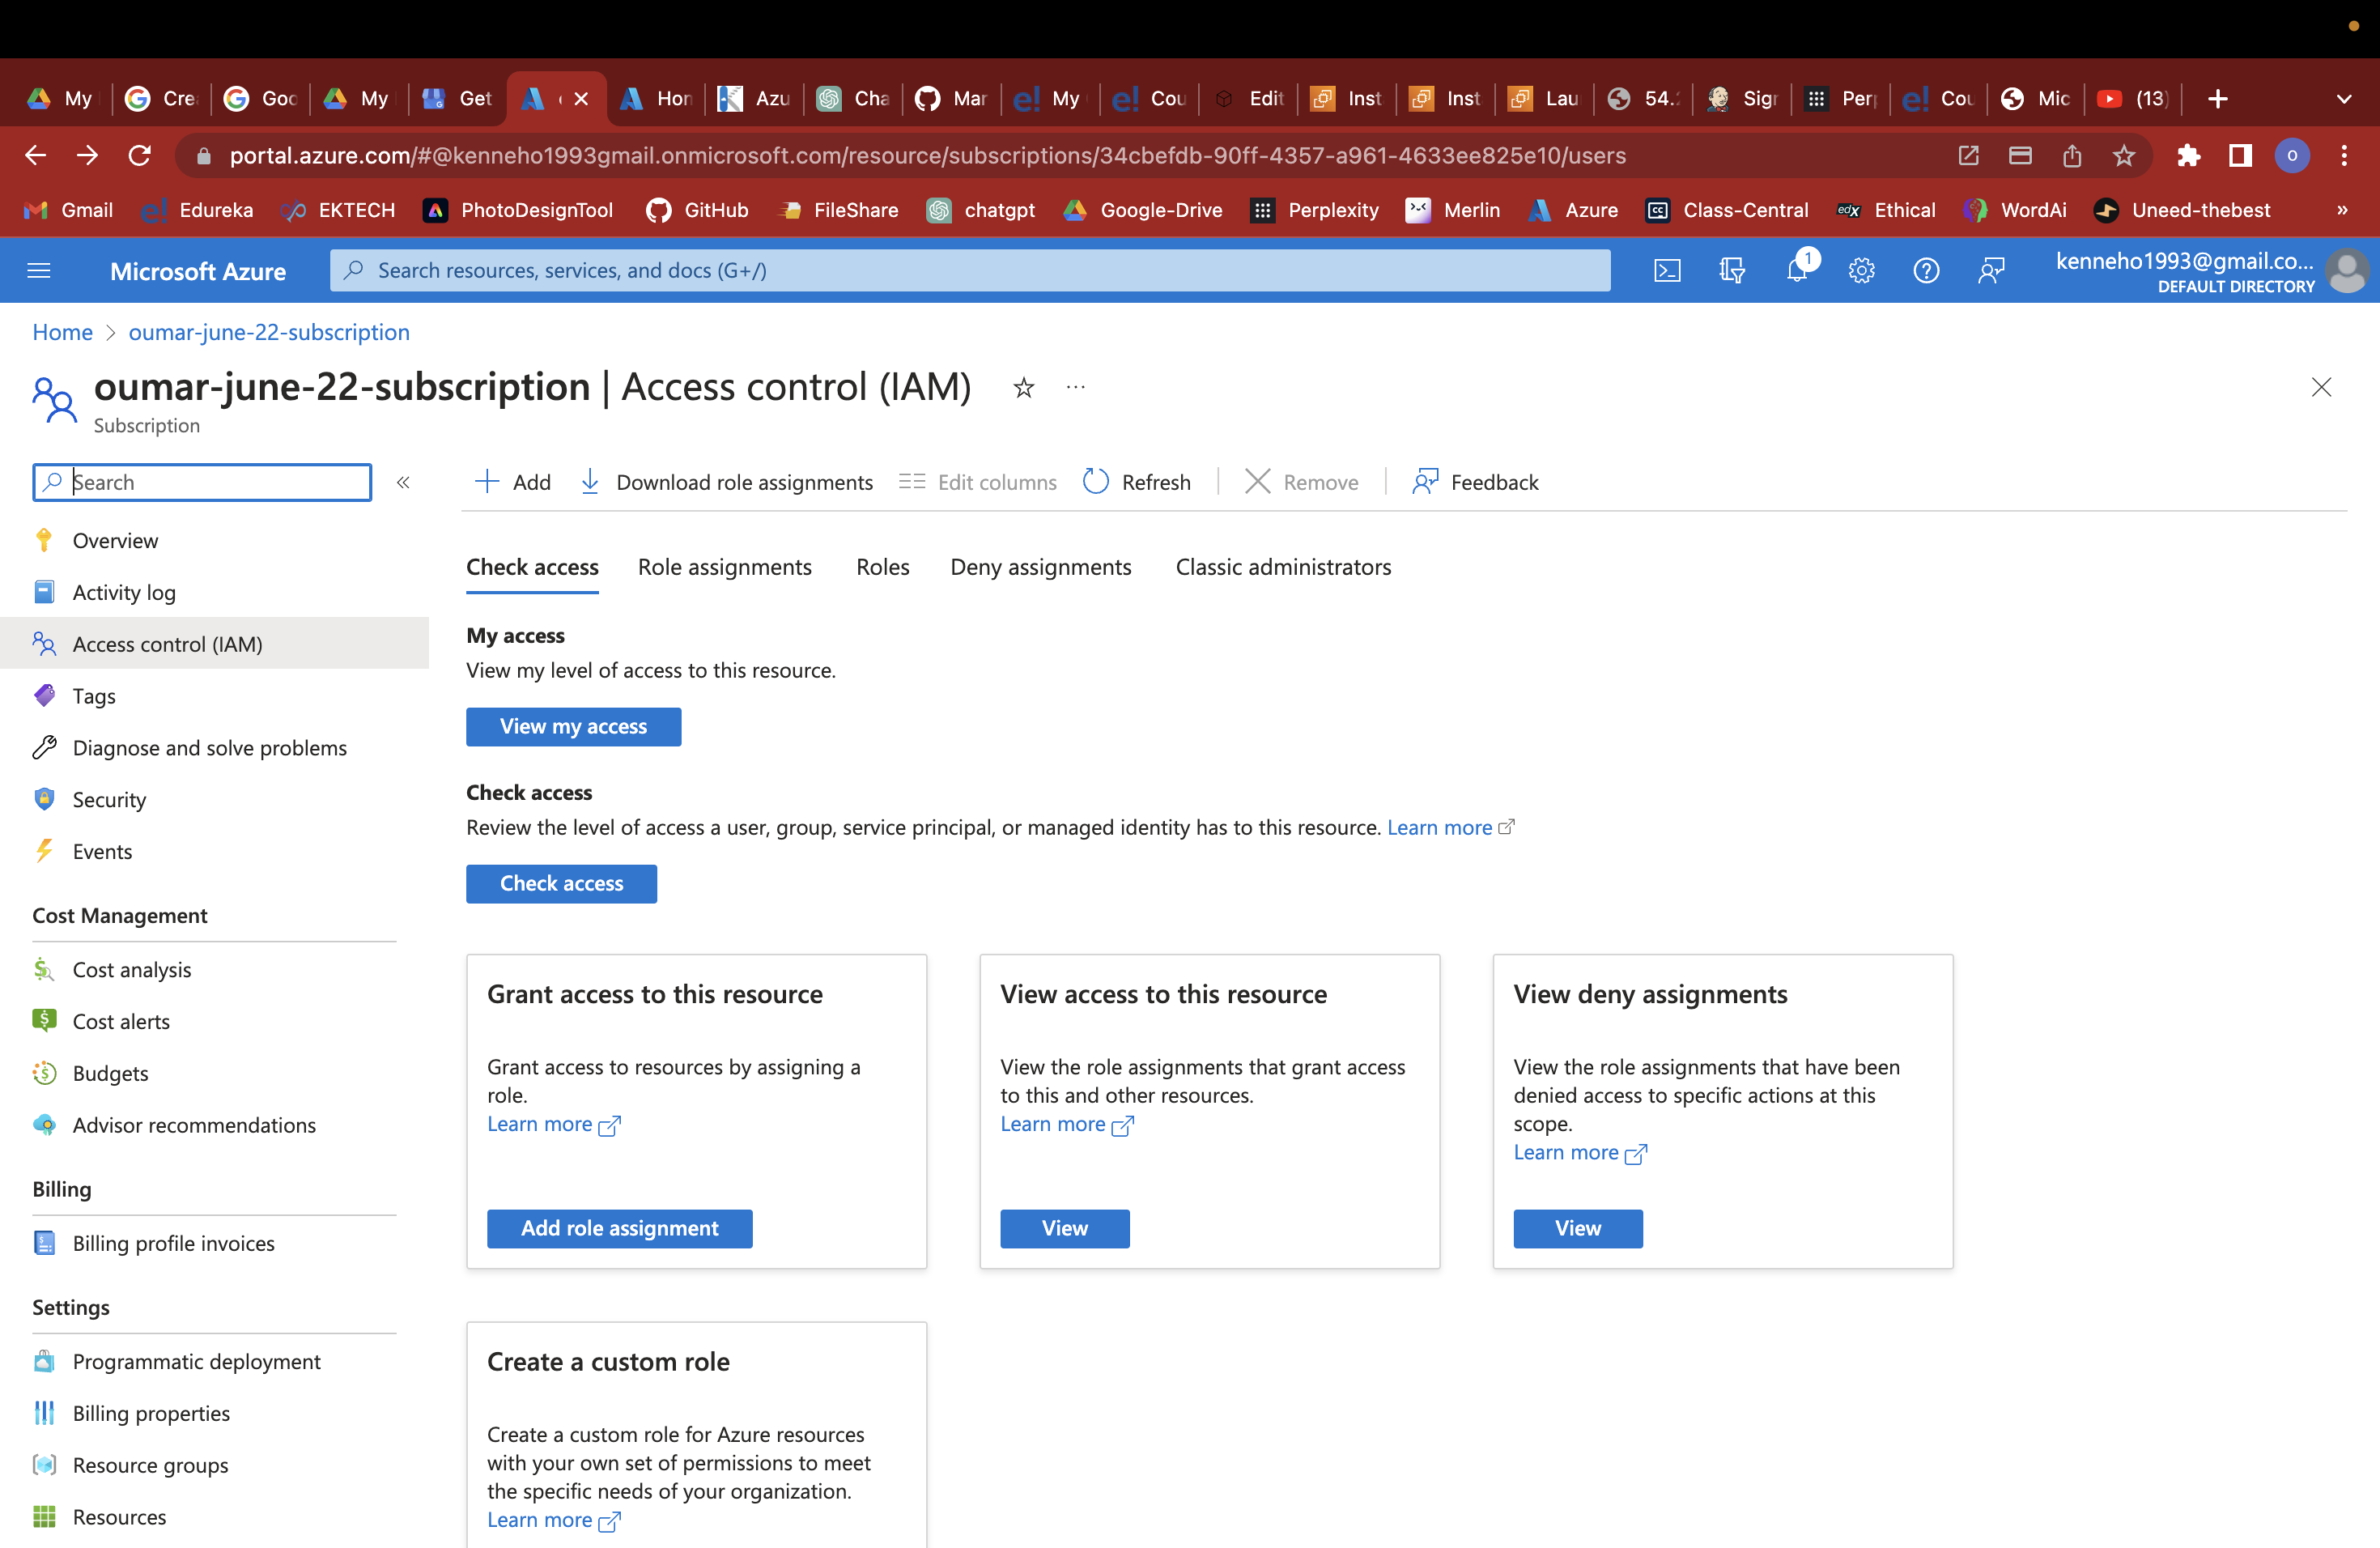 My
Cre
Goo
My
Get
Hor
Azu
Cha
Mar
My
Cou
Edit
Inst
Inst
Lau
54.
Sig
Per
Cou
Mic
(13)
portal.azure.com/#@kenneho1993gmail.onmicrosoft.com/resource/subscriptions/34cbefdb-90ff-4357-a961-4633ee825e10/users
Gmail
Edureka
EKTECH
PhotoDesignTool
GitHub
FileShare
chatgpt
Google-Drive
Perplexity
Merlin
Azure
Class-Central
Ethical
WordAi
Uneed-thebest
»
Microsoft Azure
Search resources, services, and docs (G+/)
1
kenneho1993@gmail.co...
DEFAULT DIRECTORY
Home > oumar-june-22-subscription
oumar-june-22-subscription | Access control (IAM)
Subscription
Search
Add
Download role assignments
Edit columns
Refresh
Remove
Feedback
Overview
Activity log
Access control (IAM)
Tags
Diagnose and solve problems
Security
Events
Cost Management
Cost analysis
Cost alerts
Budgets
Advisor recommendations
Billing
Billing profile invoices
Settings
Programmatic deployment
Billing properties
Resource groups
Resources
Check access
Role assignments
Roles
Deny assignments
Classic administrators
My access
View my level of access to this resource.
View my access
Check access
Review the level of access a user, group, service principal, or managed identity has to this resource. Learn more
Check access
Grant access to this resource
Grant access to resources by assigning a
role.
Learn more
Add role assignment
View access to this resource
View the role assignments that grant access
to this and other resources.
Learn more
View
View deny assignments
View the role assignments that have been
denied access to specific actions at this
scope.
Learn more
View
Create a custom role
Create a custom role for Azure resources
with your own set of permissions to meet
the specific needs of your organization.
Learn more